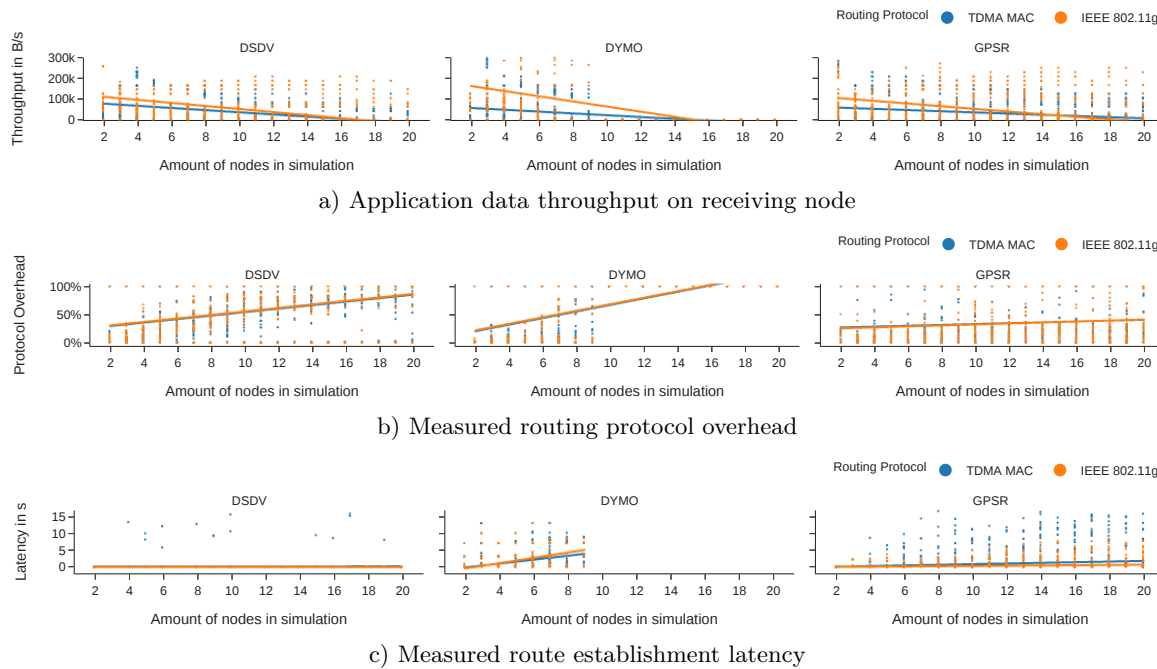 Routing Protocol TDMA MAC IEEE 802.11g
DSDV DYMO GPSR
Throughput in B/s
300k
200k
100k
0
2 4 6 8 10 12 14 16 18 20 2 4 6 8 10 12 14 16 18 20 2 4 6 8 10 12 14 16 18 20
Amount of nodes in simulation Amount of nodes in simulation Amount of nodes in simulation
a) Application data throughput on receiving node
Routing Protocol TDMA MAC IEEE 802.11g
DSDV DYMO GPSR
Protocol Overhead
100%
50%
0%
2 4 6 8 10 12 14 16 18 20 2 4 6 8 10 12 14 16 18 20 2 4 6 8 10 12 14 16 18 20
Amount of nodes in simulation Amount of nodes in simulation Amount of nodes in simulation
b) Measured routing protocol overhead
Routing Protocol TDMA MAC IEEE 802.11g
DSDV DYMO GPSR
Latency in s
15
10
5
0
2 4 6 8 10 12 14 16 18 20 2 4 6 8 10 12 14 16 18 20 2 4 6 8 10 12 14 16 18 20
Amount of nodes in simulation Amount of nodes in simulation Amount of nodes in simulation
c) Measured route establishment latency